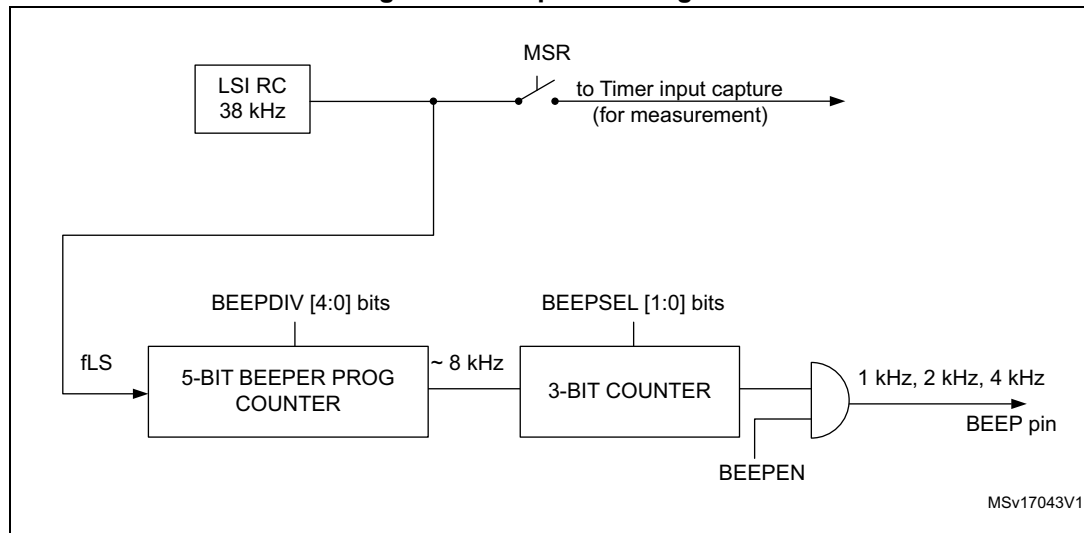 MSR
LSI RC
38 kHz
to Timer input capture
(for measurement)
BEEPDIV [4:0] bits
BEEPSEL [1:0] bits
fLS
5-BIT BEEPER PROG
COUNTER
~ 8 kHz
3-BIT COUNTER
1 kHz, 2 kHz, 4 kHz
BEEP pin
BEEPEN
MSv17043V1